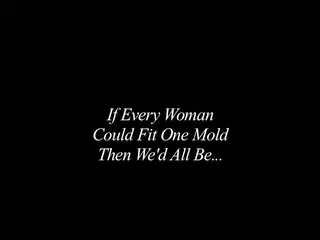 If Every Woman
Could Fit One Mold
Then We'd All Be...